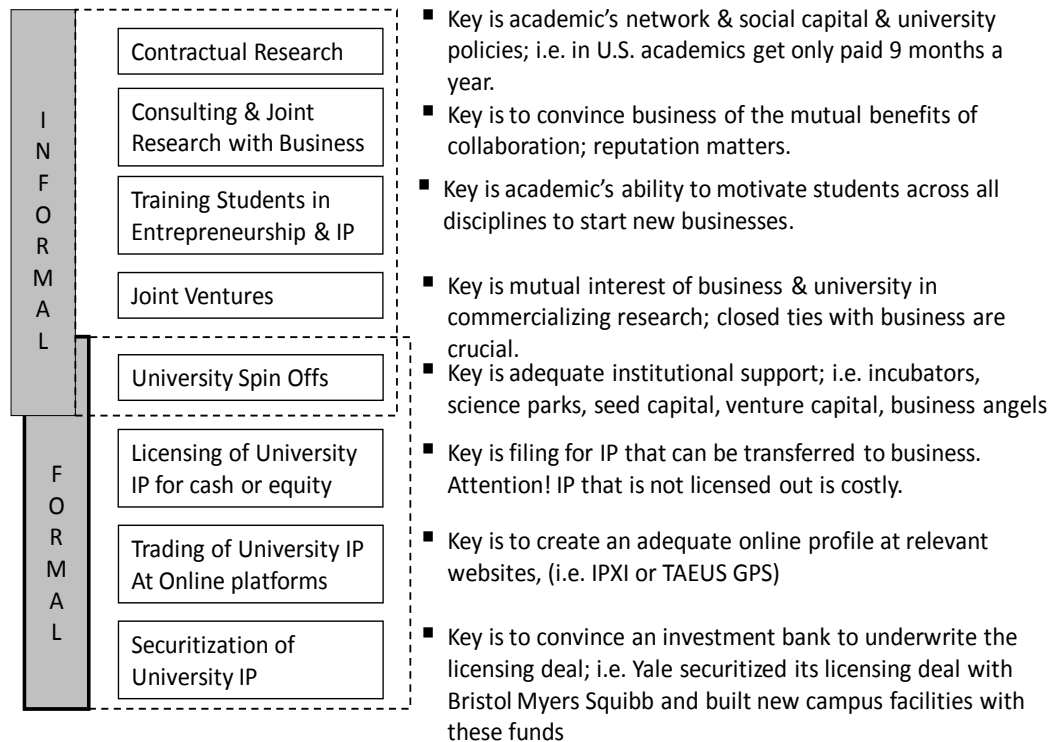 INFORMAL
Contractual Research
▪ Key is academic's network & social capital & university
policies; i.e. in U.S. academics get only paid 9 months a
year.
Consulting & Joint
Research with Business
▪ Key is to convince business of the mutual benefits of
collaboration; reputation matters.
Training Students in
Entrepreneurship & IP
▪ Key is academic's ability to motivate students across all
disciplines to start new businesses.
Joint Ventures
▪ Key is mutual interest of business & university in
commercializing research; closed ties with business are
crucial.
University Spin Offs
▪ Key is adequate institutional support; i.e. incubators,
science parks, seed capital, venture capital, business angels
FORMAL
Licensing of University
IP for cash or equity
▪ Key is filing for IP that can be transferred to business.
Attention! IP that is not licensed out is costly.
Trading of University IP
At Online platforms
▪ Key is to create an adequate online profile at relevant
websites, (i.e. IPXI or TAEUS GPS)
Securitization of
University IP
▪ Key is to convince an investment bank to underwrite the
licensing deal; i.e. Yale securitized its licensing deal with
Bristol Myers Squibb and built new campus facilities with
these funds